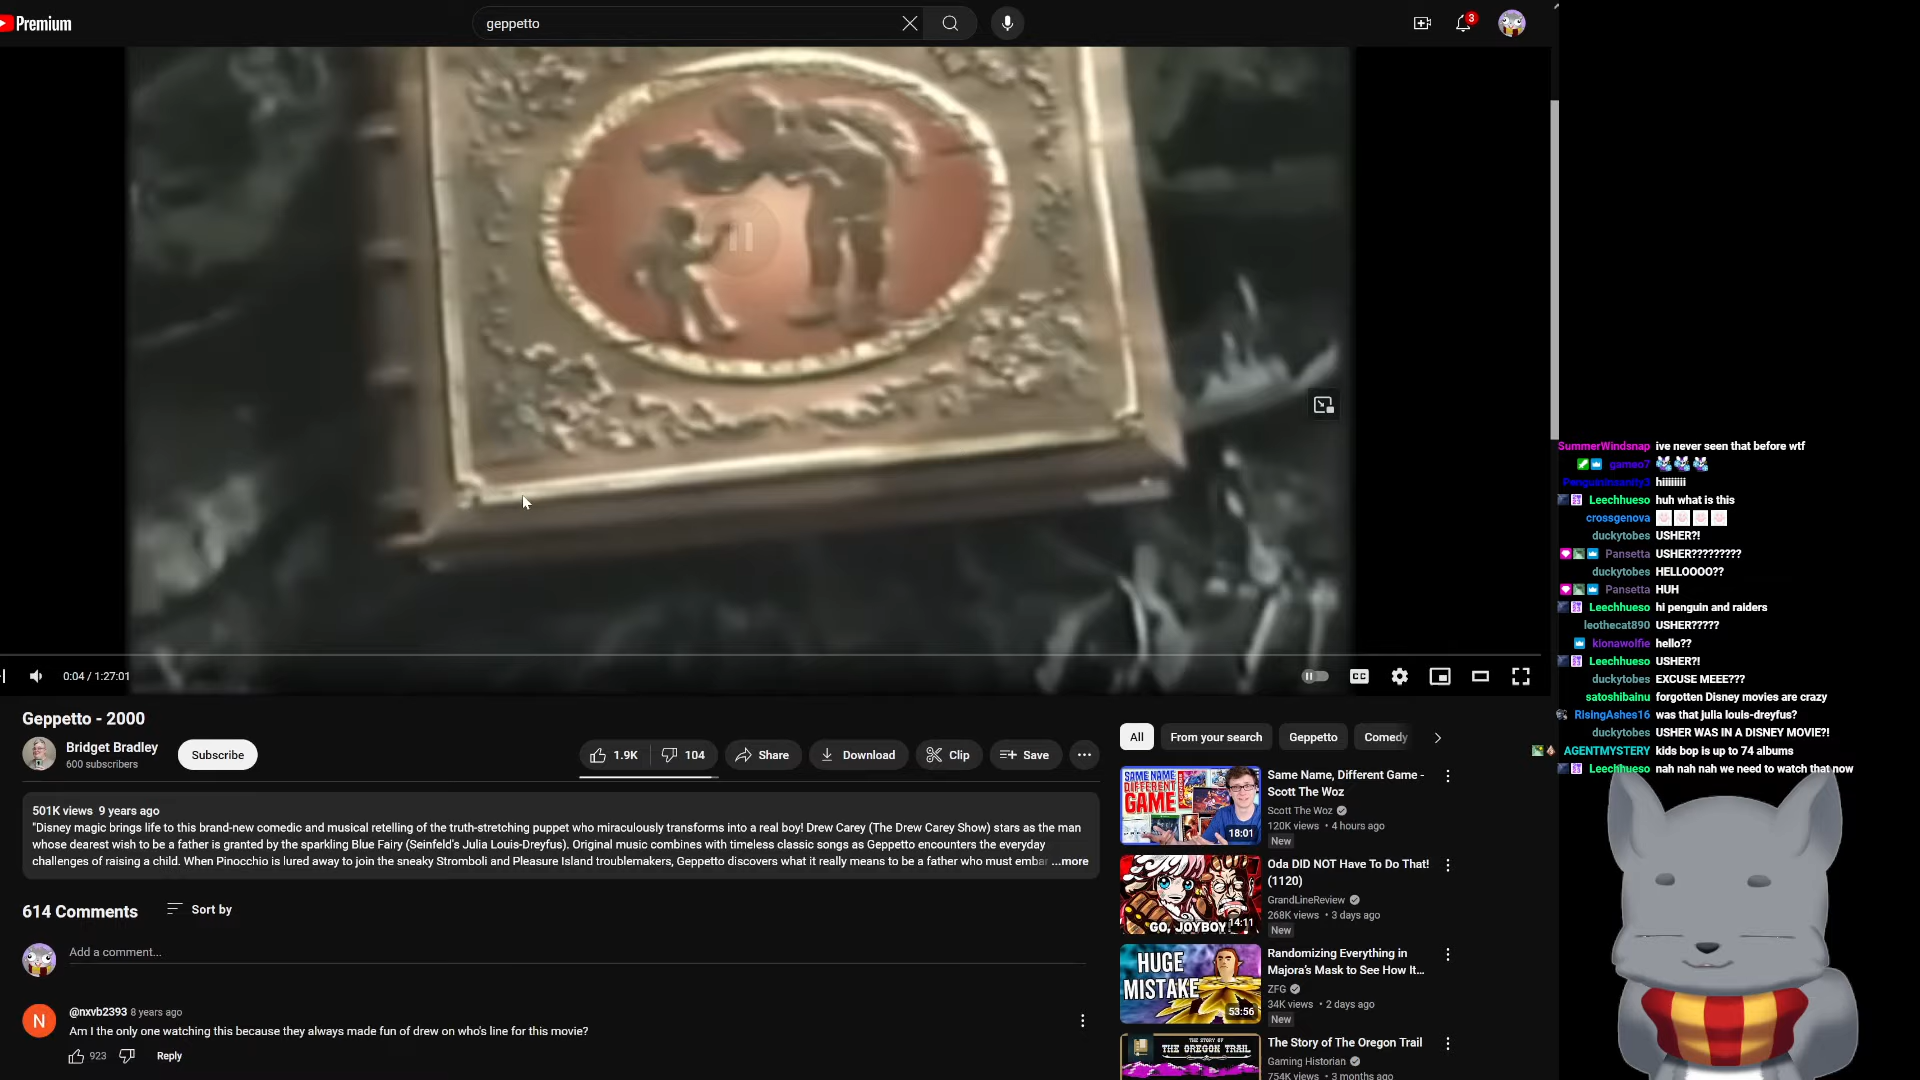 Premium
geppetto
3
0:04 / 1:27:01
CC
Geppetto - 2000
Bridget Bradley
600 subscribers
Subscribe
1.9K
104
Share
Download
Clip
Save
501K views 9 years ago
"Disney magic brings life to this brand-new comedic and musical retelling of the truth-stretching puppet who miraculously transforms into a real boy! Drew Carey (The Drew Carey Show) stars as the man
whose dearest wish to be a father is granted by the sparkling Blue Fairy (Seinfeld's Julia Louis-Dreyfus). Original music combines with timeless classic songs as Geppetto encounters the everyday
challenges of raising a child. When Pinocchio is lured away to join the sneaky Stromboli and Pleasure Island troublemakers, Geppetto discovers what it really means to be a father who must embar ...more
614 Comments
Sort by
Add a comment...
N
@nxvb2393 8 years ago
Am I the only one watching this because they always made fun of drew on who's line for this movie?
923
Reply
All
From your search
Geppetto
Comedy
SAME NAME
DIFFERENT
GAME
18:01
Same Name, Different Game -
Scott The Woz
Scott The Woz
120K views • 4 hours ago
New
GO, JOYBOY!
14:11
Oda DID NOT Have To Do That!
(1120)
GrandLineReview
268K views • 3 days ago
New
HUGE
MISTAKE
53:56
Randomizing Everything in
Majora's Mask to See How It...
ZFG
34K views • 2 days ago
New
THE STORY OF
THE OREGON TRAIL
The Story of The Oregon Trail
Gaming Historian
754K views • 3 months ago
SummerWindsnap ive never seen that before wtf
gameo7
PenguinInsanity3 hiiiiiiiii
Leechhueso huh what is this
crossgenova
duckytobes USHER?!
Pansetta USHER?????????
duckytobes HELLOOOO??
Pansetta HUH
Leechhueso hi penguin and raiders
leothecat890 USHER?????
kionawolfie hello??
Leechhueso USHER?!
duckytobes EXCUSE MEEE???
satoshibainu forgotten Disney movies are crazy
RisingAshes16 was that julia louis-dreyfus?
duckytobes USHER WAS IN A DISNEY MOVIE?!
AGENTMYSTERY kids bop is up to 74 albums
Leechhueso nah nah nah we need to watch that now